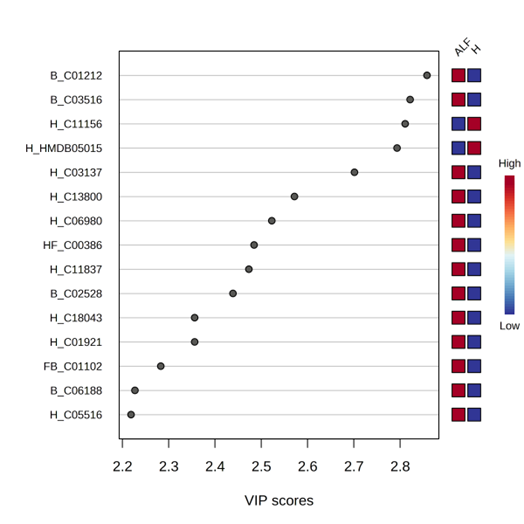 ALF H
B_C01212
B_C03516
H_C11156
H_HMDB05015
H_C03137
H_C13800
H_C06980
HF_C00386
H_C11837
B_C02528
H_C18043
H_C01921
FB_C01102
B_C06188
H_C05516
High
Low
2.2 2.3 2.4 2.5 2.6 2.7 2.8
VIP scores